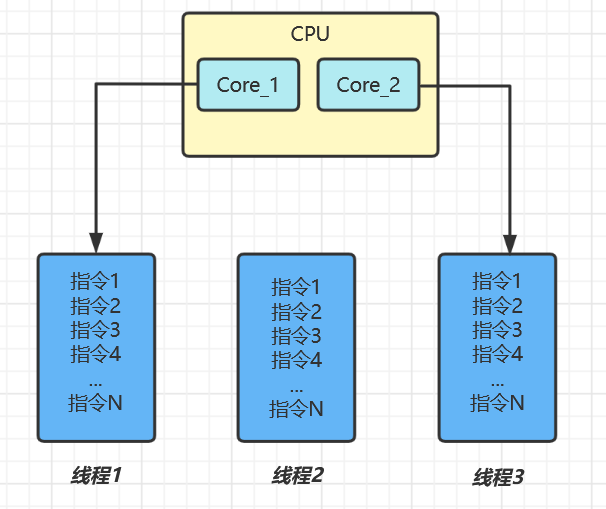 CPU
Core_1
Core_2
指令1
指令2
指令3
指令4
...
指令N
指令1
指令2
指令3
指令4
...
指令N
指令1
指令2
指令3
指令4
...
指令N
线程1
线程2
线程3